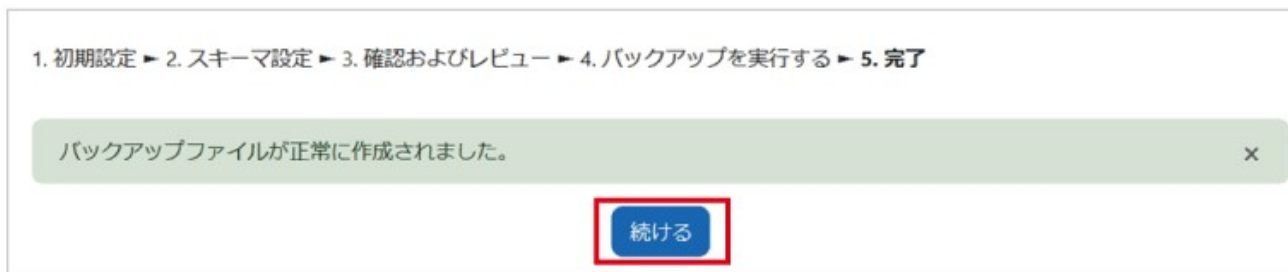 1. 初期設定 ► 2. スキーマ設定 ► 3. 確認およびレビュー ► 4. バックアップを実行する ► 5. 完了
バックアップファイルが正常に作成されました。 ×
続ける